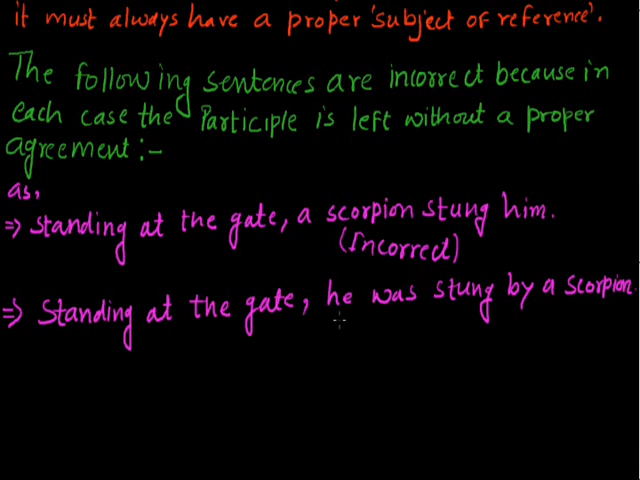 it must always have a proper 'subject of reference'.
The following sentences are incorrect because in
each case the Participle is left without a proper
agreement :-
as,
⇒ Standing at the gate, a scorpion stung him.
(Incorrect)
⇒ Standing at the gate, he was stung by a scorpion.